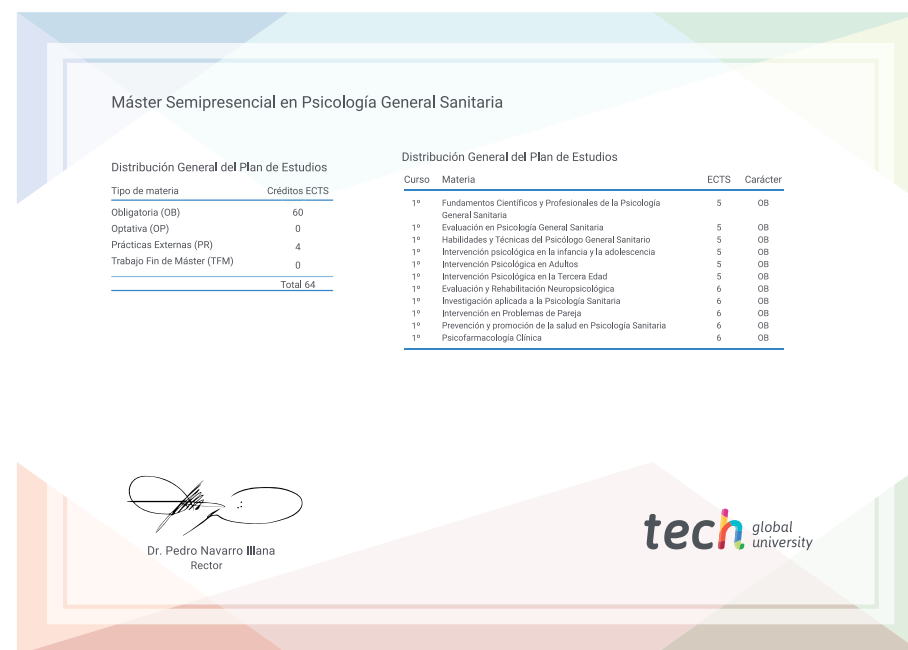 Máster Semipresencial en Psicología General Sanitaria
Distribución General del Plan de Estudios
Tipo de materia Créditos ECTS
Obligatoria (OB) 60
Optativa (OP) 0
Prácticas Externas (PR) 4
Trabajo Fin de Máster (TFM) 0
Total 64
Distribución General del Plan de Estudios
Curso Materia ECTS Carácter
1º Fundamentos Científicos y Profesionales de la Psicología 5 OB
General Sanitaria
1º Evaluación en Psicología General Sanitaria 5 OB
1º Habilidades y Técnicas del Psicólogo General Sanitario 5 OB
1º Intervención psicológica en la infancia y la adolescencia 5 OB
1º Intervención Psicológica en Adultos 5 OB
1º Intervención Psicológica en la Tercera Edad 5 OB
1º Evaluación y Rehabilitación Neuropsicológica 6 OB
1º Investigación aplicada a la Psicología Sanitaria 6 OB
1º Intervención en Problemas de Pareja 6 OB
1º Prevención y promoción de la salud en Psicología Sanitaria 6 OB
1º Psicofarmacología Clínica 6 OB
Dr. Pedro Navarro Illana
Rector
tech global
university